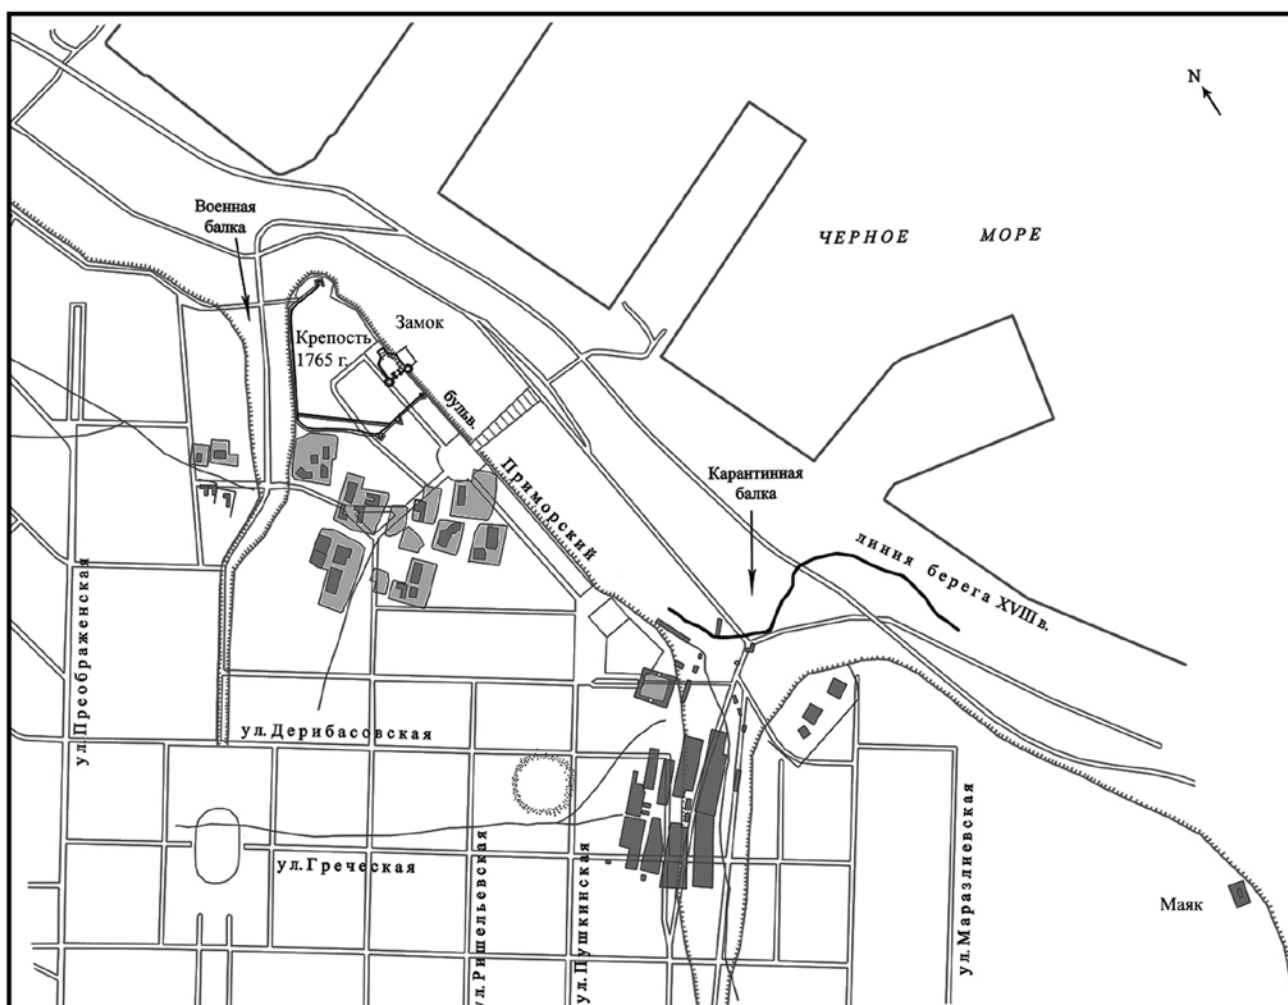 N
Военная
балка
ЧЕРНОЕ МОРЕ
Замок
Крепость
1765 г.
бульв.
Приморский
Карантинная
балка
линия берега XVIII в.
ул. Преображенская
ул. Дерибасовская
ул. Греческая
ул. Ришельевская
ул. Пушкинская
ул. Маразлиевская
Маяк